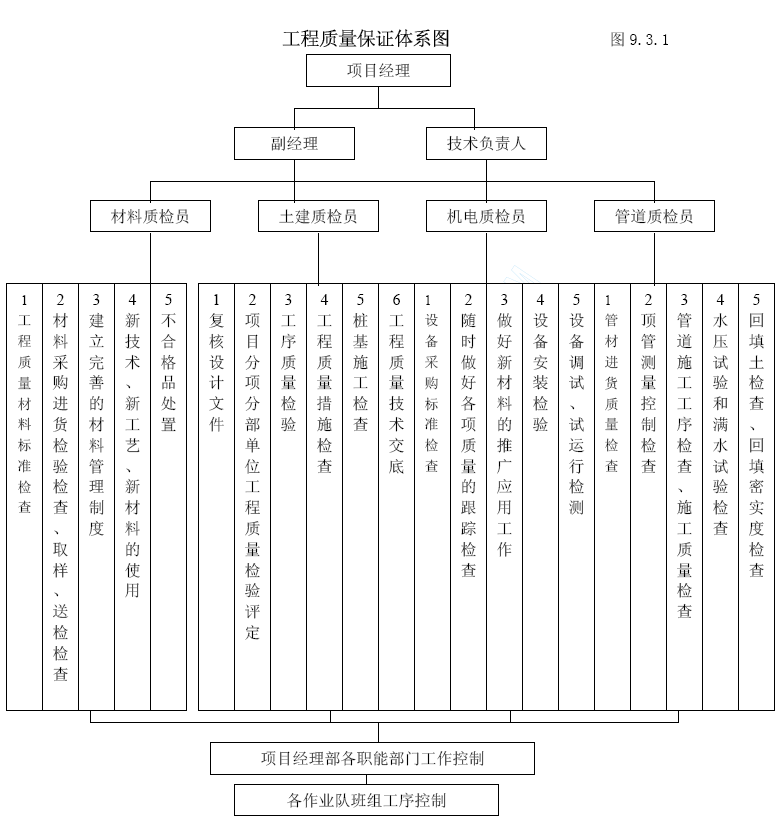 工程质量保证体系图
图 9.3.1
项目经理
副经理
技术负责人
材料质检员
土建质检员
机电质检员
管道质检员
1工程质量材料标准检查
2材料采购进货检验检查、取样、送检检查
3建立完善的材料管理制度
4新技术、新工艺、新材料的使用
5不合格品处置
1复核设计文件
2项目分项分部单位工程质量检验评定
3工序质量检验
4工程质量措施检查
5桩基施工检查
6工程质量技术交底
1设备采购标准检查
2随时做好各项质量的跟踪检查
3做好新材料的推广应用工作
4设备安装检验
5设备调试、试运行检测
1管材进货质量检查
2顶管测量控制检查
3管道施工工序检查、施工质量检查
4水压试验和满水试验检查
5回填土检查、回填密实度检查
项目经理部各职能部门工作控制
各作业队班组工序控制